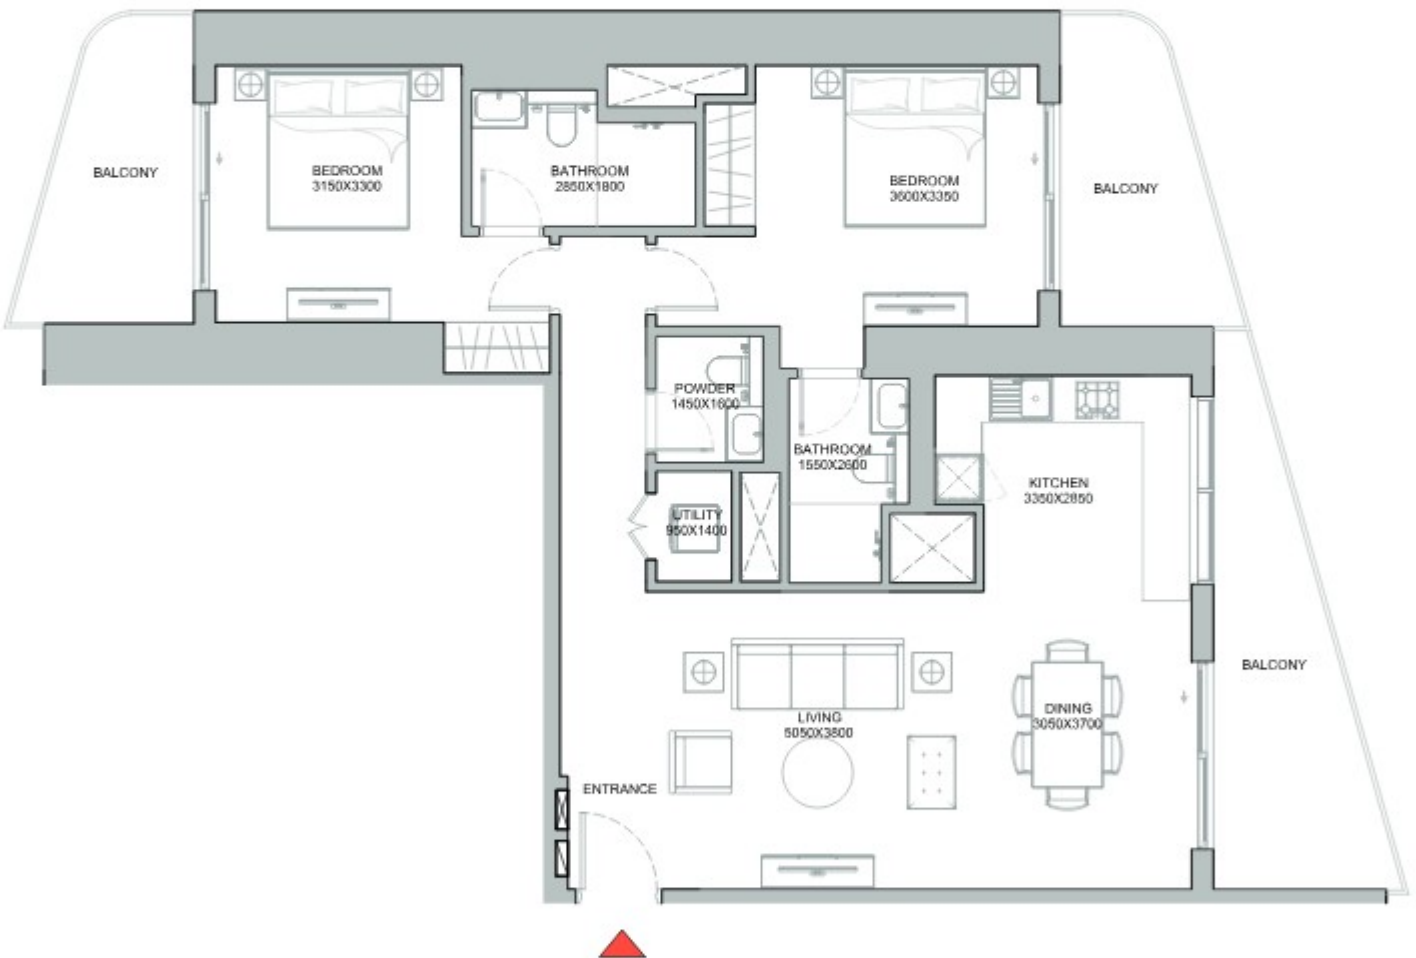 BALCONY
BEDROOM
3150X3300
BATHROOM
2850X1800
BEDROOM
3600X3350
BALCONY
POWDER
1450X1600
BATHROOM
1550X2600
KITCHEN
3350X2850
UTILITY
950X1400
BALCONY
LIVING
5050X3800
DINING
3050X3700
ENTRANCE